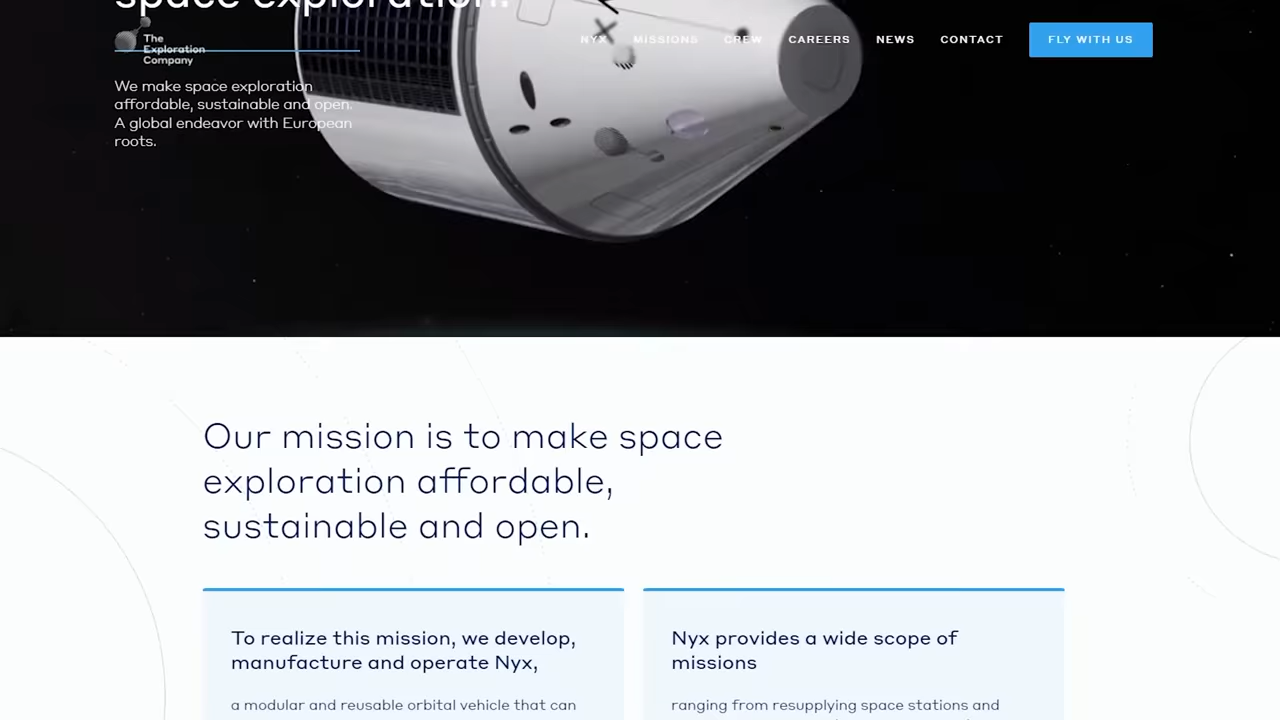 space exploration.
The
Exploration
Company
NYX MISSIONS CREW CAREERS NEWS CONTACT FLY WITH US
We make space exploration
affordable, sustainable and open.
A global endeavor with European
roots.
Our mission is to make space
exploration affordable,
sustainable and open.
To realize this mission, we develop,
manufacture and operate Nyx,
a modular and reusable orbital vehicle that can
Nyx provides a wide scope of
missions
ranging from resupplying space stations and